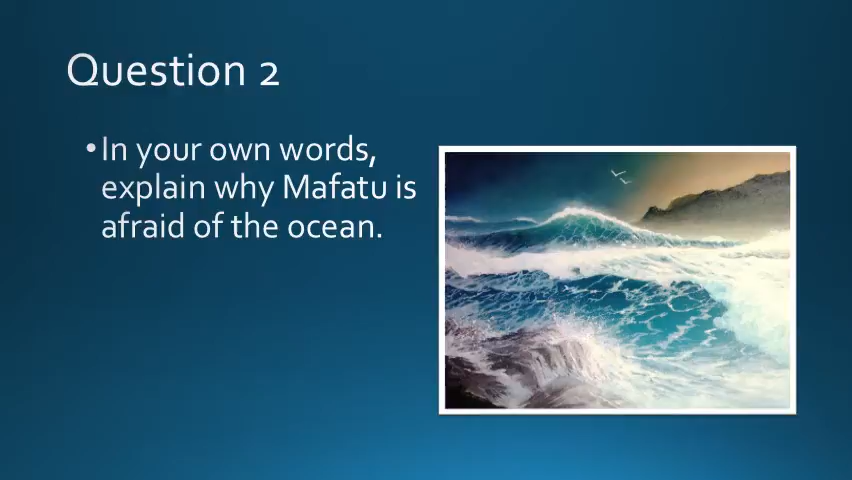 Question 2
•In your own words,
explain why Mafatu is
afraid of the ocean.